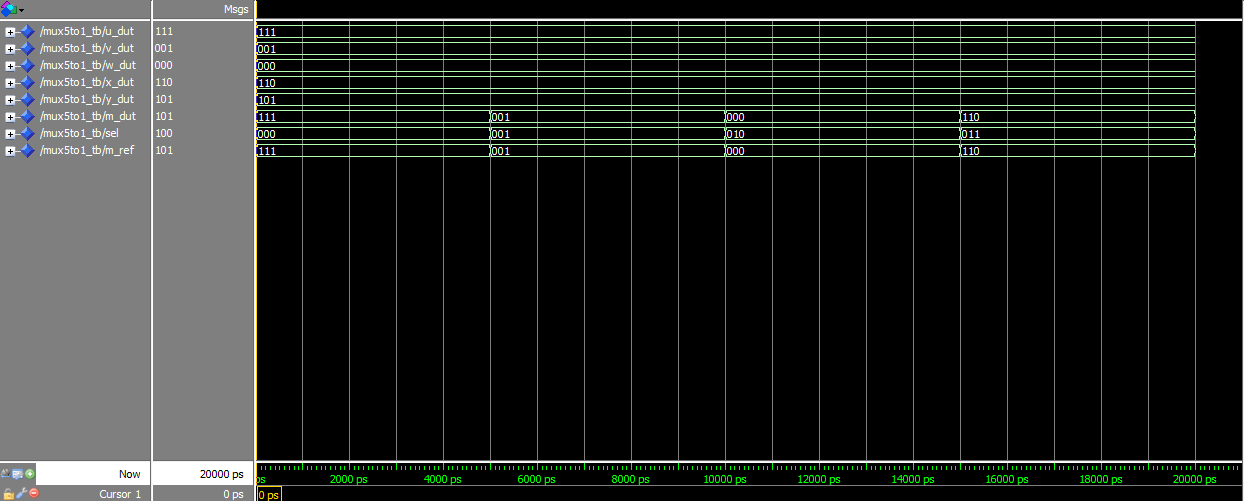 Msgs
/mux5to1_tb/u_dut 111 111
/mux5to1_tb/v_dut 001 001
/mux5to1_tb/w_dut 000 000
/mux5to1_tb/x_dut 110 110
/mux5to1_tb/y_dut 101 101
/mux5to1_tb/m_dut 101 111 001 000 110
/mux5to1_tb/sel 100 000 001 010 011
/mux5to1_tb/m_ref 101 111 001 000 110
Now 20000 ps ps 2000 ps 4000 ps 6000 ps 8000 ps 10000 ps 12000 ps 14000 ps 16000 ps 18000 ps 20000 ps
Cursor 1 0 ps 0 ps